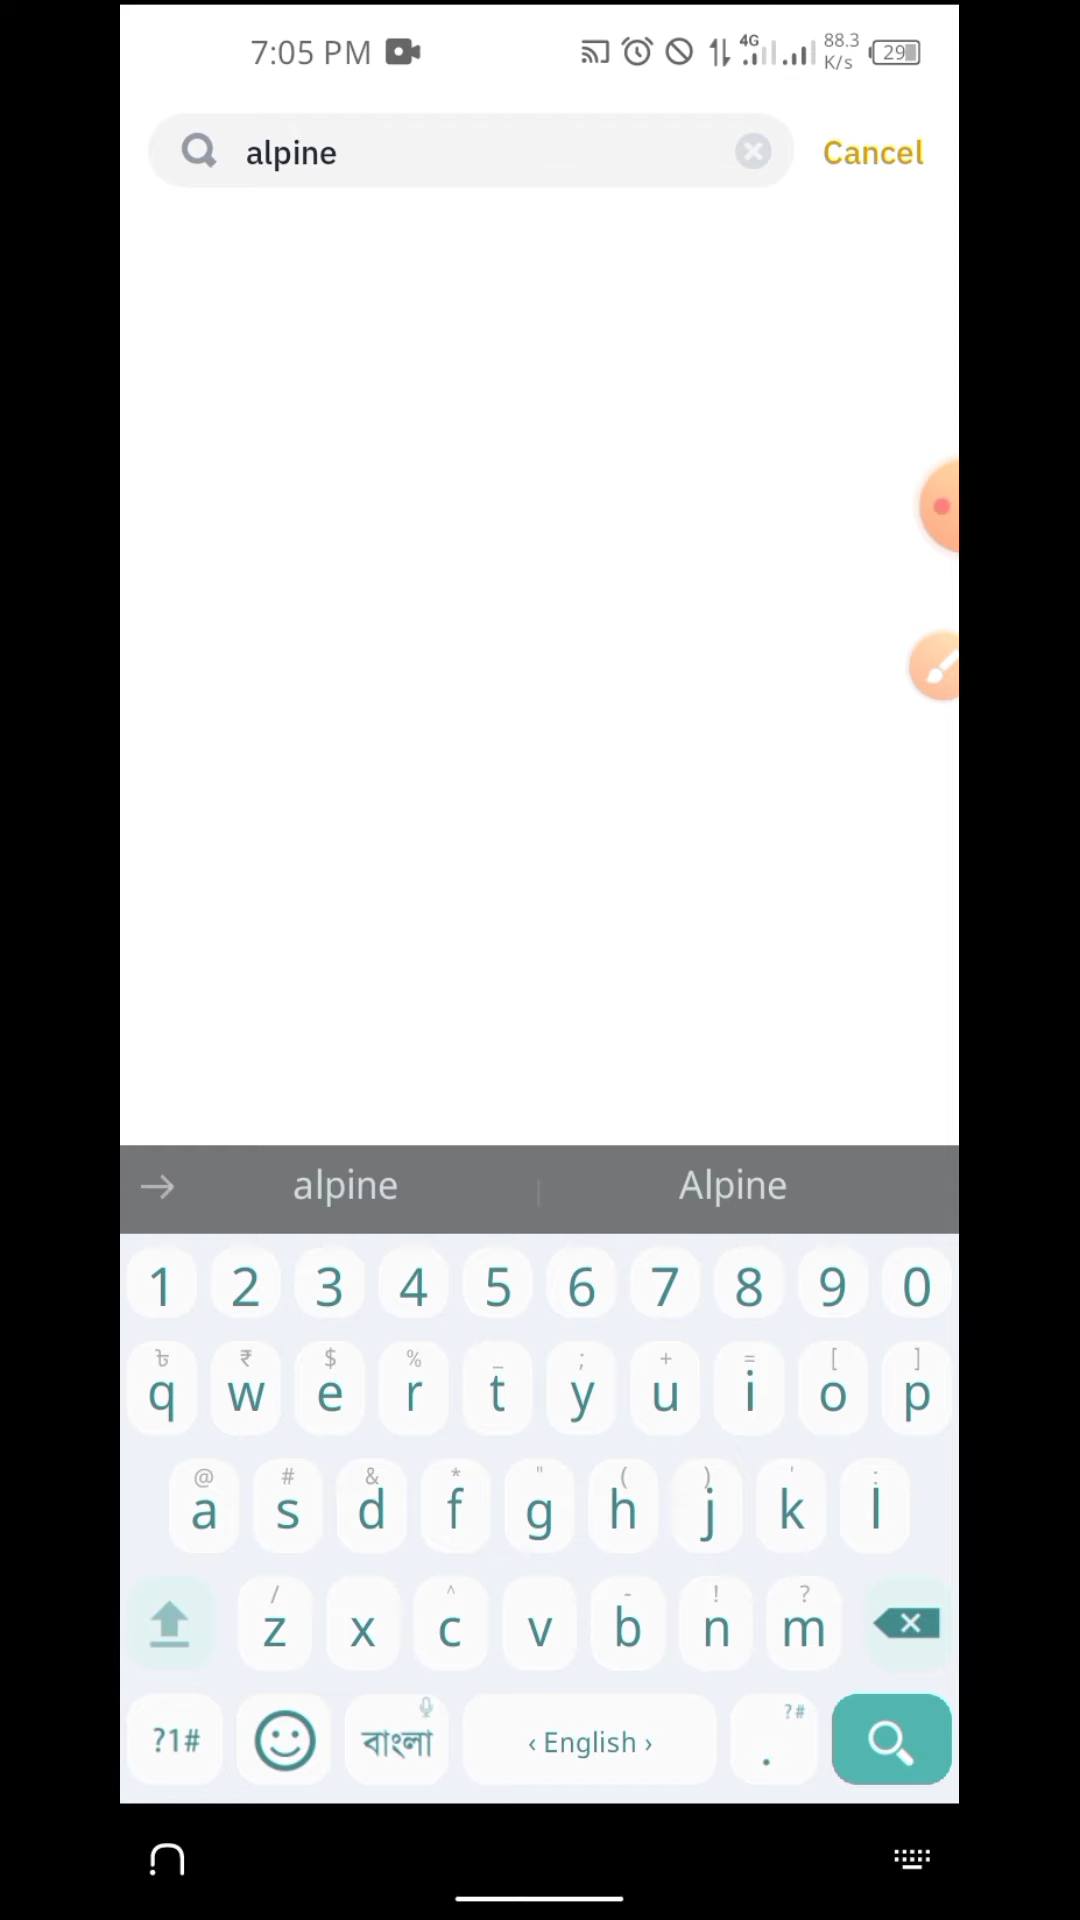 7:05 PM 4G 88.3 K/s 29
alpine Cancel
alpine Alpine
1 2 3 4 5 6 7 8 9 0
৳ ₹ $ % _ ; + = [ ]
q w e r t y u i o p
@ # & * " ( ) ' :
a s d f g h j k l
/ ^ - ! ?
z x c v b n m
?1# বাংলা ‹ English › . ?#